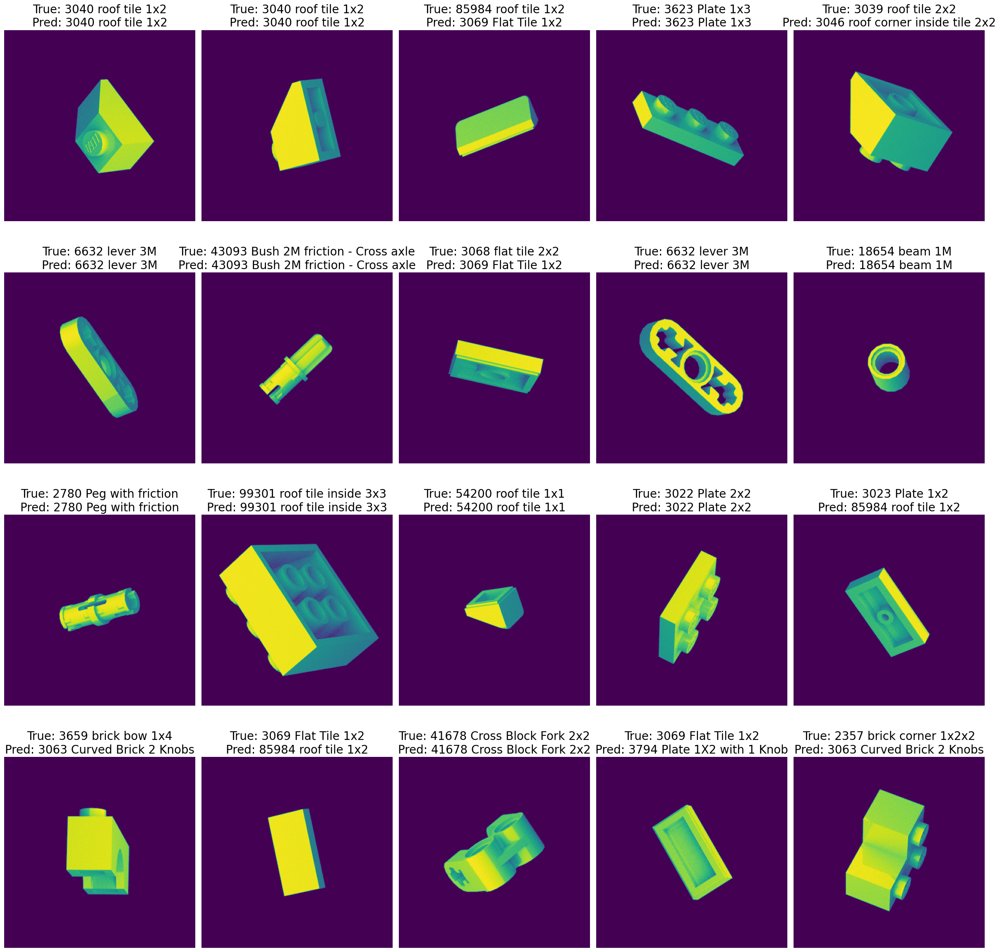 True: 3040 roof tile 1x2
Pred: 3040 roof tile 1x2
True: 3040 roof tile 1x2
Pred: 3040 roof tile 1x2
True: 85984 roof tile 1x2
Pred: 3069 Flat Tile 1x2
True: 3623 Plate 1x3
Pred: 3623 Plate 1x3
True: 3039 roof tile 2x2
Pred: 3046 roof corner inside tile 2x2
True: 6632 lever 3M
Pred: 6632 lever 3M
True: 43093 Bush 2M friction - Cross axle
Pred: 43093 Bush 2M friction - Cross axle
True: 3068 flat tile 2x2
Pred: 3069 Flat Tile 1x2
True: 6632 lever 3M
Pred: 6632 lever 3M
True: 18654 beam 1M
Pred: 18654 beam 1M
True: 2780 Peg with friction
Pred: 2780 Peg with friction
True: 99301 roof tile inside 3x3
Pred: 99301 roof tile inside 3x3
True: 54200 roof tile 1x1
Pred: 54200 roof tile 1x1
True: 3022 Plate 2x2
Pred: 3022 Plate 2x2
True: 3023 Plate 1x2
Pred: 85984 roof tile 1x2
True: 3659 brick bow 1x4
Pred: 3063 Curved Brick 2 Knobs
True: 3069 Flat Tile 1x2
Pred: 85984 roof tile 1x2
True: 41678 Cross Block Fork 2x2
Pred: 41678 Cross Block Fork 2x2
True: 3069 Flat Tile 1x2
Pred: 3794 Plate 1X2 with 1 Knob
True: 2357 brick corner 1x2x2
Pred: 3063 Curved Brick 2 Knobs